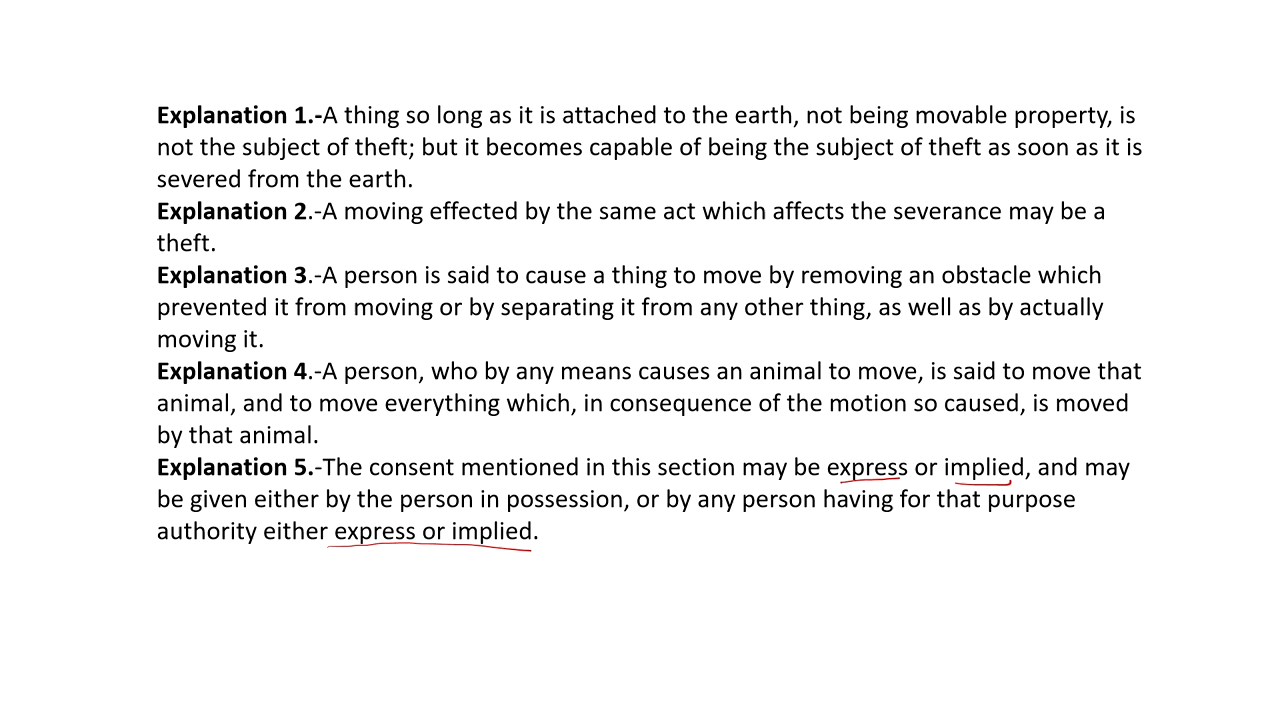 Explanation 1.-A thing so long as it is attached to the earth, not being movable property, is
not the subject of theft; but it becomes capable of being the subject of theft as soon as it is
severed from the earth.
Explanation 2.-A moving effected by the same act which affects the severance may be a
theft.
Explanation 3.-A person is said to cause a thing to move by removing an obstacle which
prevented it from moving or by separating it from any other thing, as well as by actually
moving it.
Explanation 4.-A person, who by any means causes an animal to move, is said to move that
animal, and to move everything which, in consequence of the motion so caused, is moved
by that animal.
Explanation 5.-The consent mentioned in this section may be express or implied, and may
be given either by the person in possession, or by any person having for that purpose
authority either express or implied.